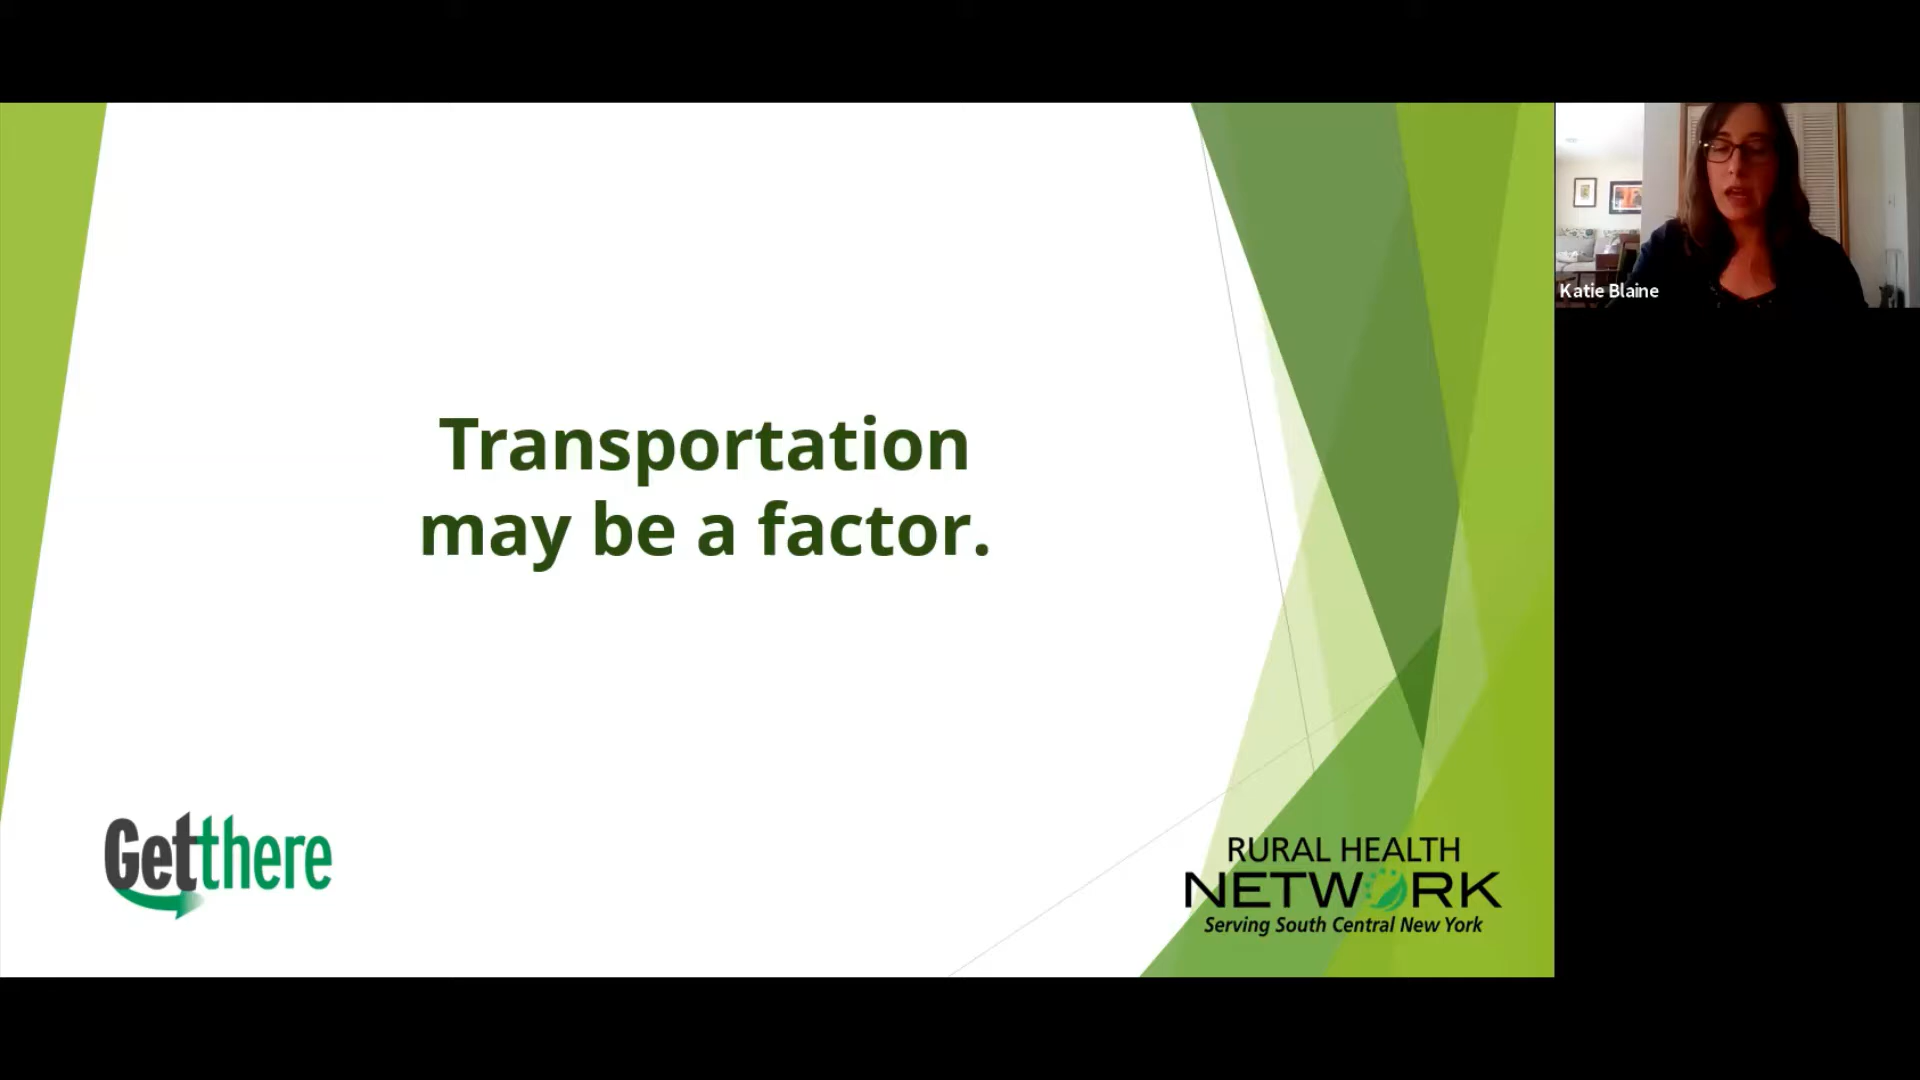 Transportation
may be a factor.
Katie Blaine
Getthere
RURAL HEALTH
NETWORK
Serving South Central New York